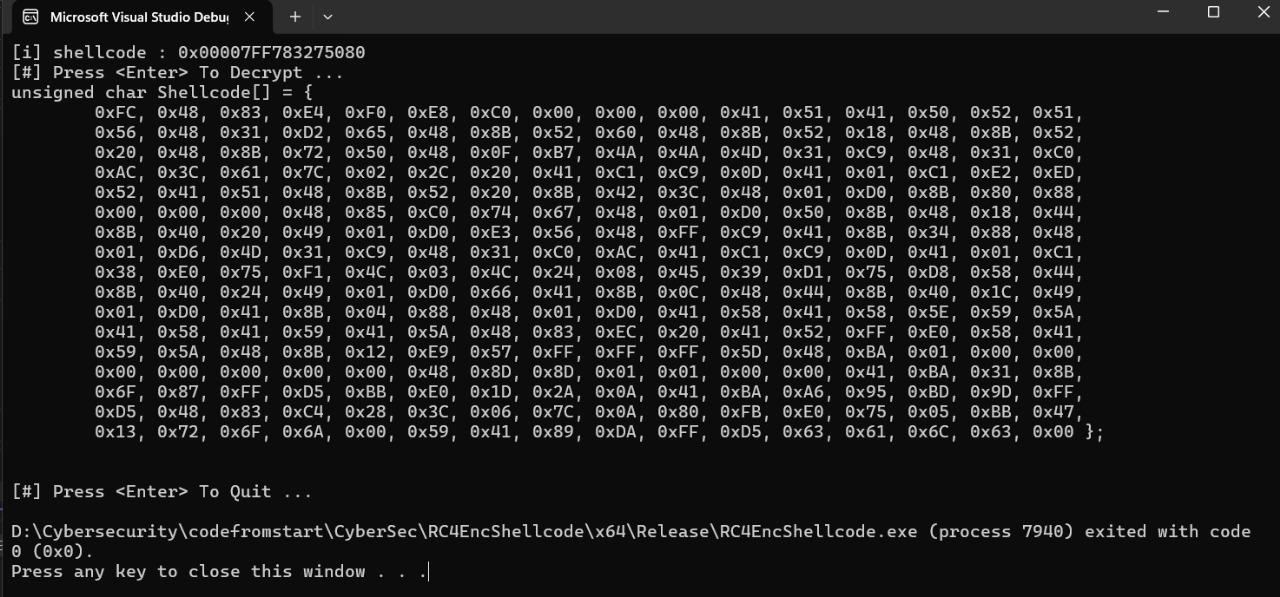 Microsoft Visual Studio Debu
[i] shellcode : 0x00007FF783275080
[#] Press <Enter> To Decrypt ...
unsigned char Shellcode[] = {
0xFC, 0x48, 0x83, 0xE4, 0xF0, 0xE8, 0xC0, 0x00, 0x00, 0x00, 0x41, 0x51, 0x41, 0x50, 0x52, 0x51,
0x56, 0x48, 0x31, 0xD2, 0x65, 0x48, 0x8B, 0x52, 0x60, 0x48, 0x8B, 0x52, 0x18, 0x48, 0x8B, 0x52,
0x20, 0x48, 0x8B, 0x72, 0x50, 0x48, 0x0F, 0xB7, 0x4A, 0x4A, 0x4D, 0x31, 0xC9, 0x48, 0x31, 0xC0,
0xAC, 0x3C, 0x61, 0x7C, 0x02, 0x2C, 0x20, 0x41, 0xC1, 0xC9, 0x0D, 0x41, 0x01, 0xC1, 0xE2, 0xED,
0x52, 0x41, 0x51, 0x48, 0x8B, 0x52, 0x20, 0x8B, 0x42, 0x3C, 0x48, 0x01, 0xD0, 0x8B, 0x80, 0x88,
0x00, 0x00, 0x00, 0x48, 0x85, 0xC0, 0x74, 0x67, 0x48, 0x01, 0xD0, 0x50, 0x8B, 0x48, 0x18, 0x44,
0x8B, 0x40, 0x20, 0x49, 0x01, 0xD0, 0xE3, 0x56, 0x48, 0xFF, 0xC9, 0x41, 0x8B, 0x34, 0x88, 0x48,
0x01, 0xD6, 0x4D, 0x31, 0xC9, 0x48, 0x31, 0xC0, 0xAC, 0x41, 0xC1, 0xC9, 0x0D, 0x41, 0x01, 0xC1,
0x38, 0xE0, 0x75, 0xF1, 0x4C, 0x03, 0x4C, 0x24, 0x08, 0x45, 0x39, 0xD1, 0x75, 0xD8, 0x58, 0x44,
0x8B, 0x40, 0x24, 0x49, 0x01, 0xD0, 0x66, 0x41, 0x8B, 0x0C, 0x48, 0x44, 0x8B, 0x40, 0x1C, 0x49,
0x01, 0xD0, 0x41, 0x8B, 0x04, 0x88, 0x48, 0x01, 0xD0, 0x41, 0x58, 0x41, 0x58, 0x5E, 0x59, 0x5A,
0x41, 0x58, 0x41, 0x59, 0x41, 0x5A, 0x48, 0x83, 0xEC, 0x20, 0x41, 0x52, 0xFF, 0xE0, 0x58, 0x41,
0x59, 0x5A, 0x48, 0x8B, 0x12, 0xE9, 0x57, 0xFF, 0xFF, 0xFF, 0x5D, 0x48, 0xBA, 0x01, 0x00, 0x00,
0x00, 0x00, 0x00, 0x00, 0x00, 0x48, 0x8D, 0x8D, 0x01, 0x01, 0x00, 0x00, 0x41, 0xBA, 0x31, 0x8B,
0x6F, 0x87, 0xFF, 0xD5, 0xBB, 0xE0, 0x1D, 0x2A, 0x0A, 0x41, 0xBA, 0xA6, 0x95, 0xBD, 0x9D, 0xFF,
0xD5, 0x48, 0x83, 0xC4, 0x28, 0x3C, 0x06, 0x7C, 0x0A, 0x80, 0xFB, 0xE0, 0x75, 0x05, 0xBB, 0x47,
0x13, 0x72, 0x6F, 0x6A, 0x00, 0x59, 0x41, 0x89, 0xDA, 0xFF, 0xD5, 0x63, 0x61, 0x6C, 0x63, 0x00 };
[#] Press <Enter> To Quit ...
D:\Cybersecurity\codefromstart\CyberSec\RC4EncShellcode\x64\Release\RC4EncShellcode.exe (process 7940) exited with code
0 (0x0).
Press any key to close this window . . .